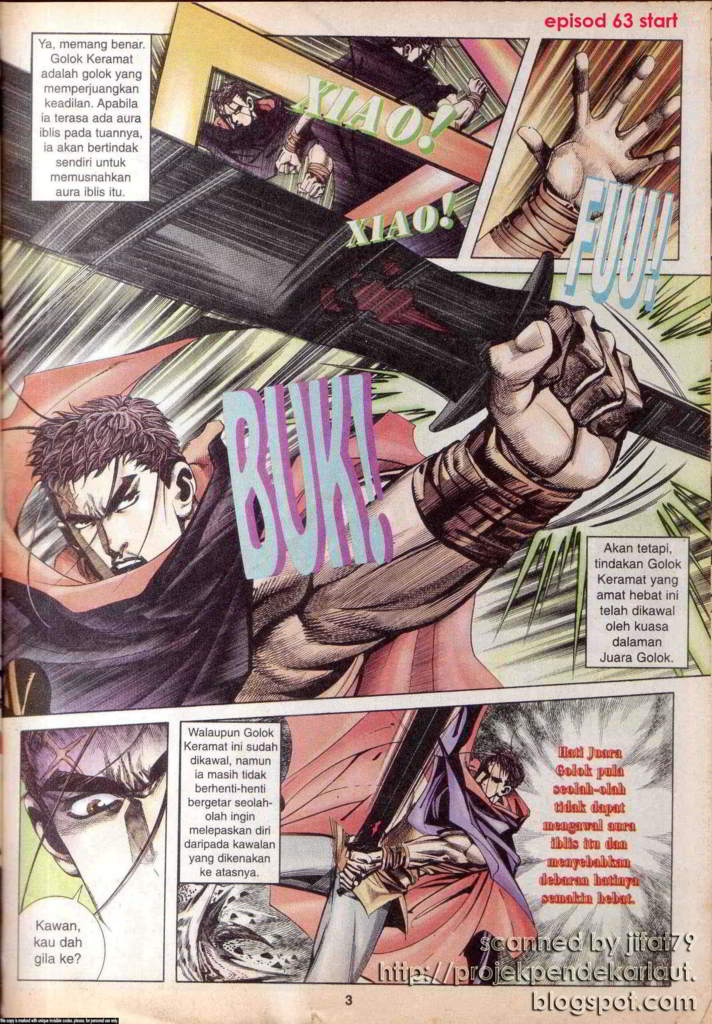 episod 63 start
Ya, memang benar.
Golok Keramat
adalah golok yang
memperjuangkan
keadilan. Apabila
ia terasa ada aura
iblis pada tuannya,
ia akan bertindak
sendiri untuk
memusnahkan
aura iblis itu.
XIAO!
XIAO!
FUU!!
BUK!!
Akan tetapi,
tindakan Golok
Keramat yang
amat hebat ini
telah dikawal
oleh kuasa
dalaman
Juara Golok.
Kawan,
kau dah
gila ke?
Walaupun Golok
Keramat ini sudah
dikawal, namun
ia masih tidak
berhenti-henti
bergetar seolah-
olah ingin
melepaskan diri
daripada kawalan
yang dikenakan
ke atasnya.
Hati Juara
Golok pula
seolah-olah
tidak dapat
mengawal aura
iblis itu dan
menyebabkan
debaran hatinya
semakin hebat.
3
scanned by jifat79
http://projekpendekarlaut.
blogspot.com